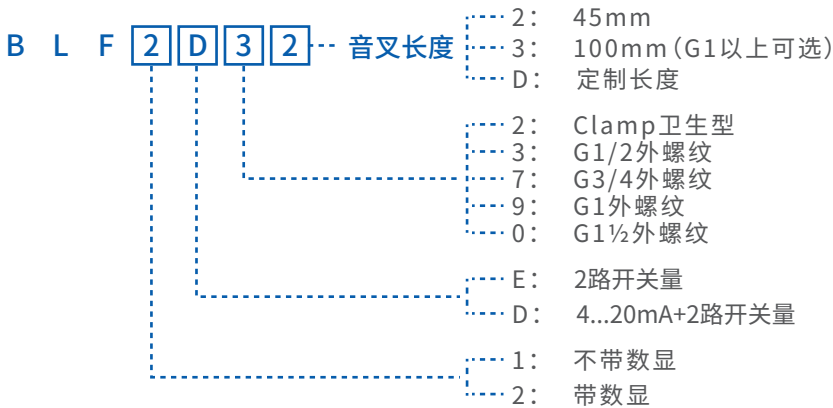 2： 45mm
B L F 2 D 3 2 音叉长度 3： 100mm（G1以上可选）
D： 定制长度
2： Clamp卫生型
3： G1/2外螺纹
7： G3/4外螺纹
9： G1外螺纹
0： G1½外螺纹
E： 2路开关量
D： 4...20mA+2路开关量
1： 不带数显
2： 带数显